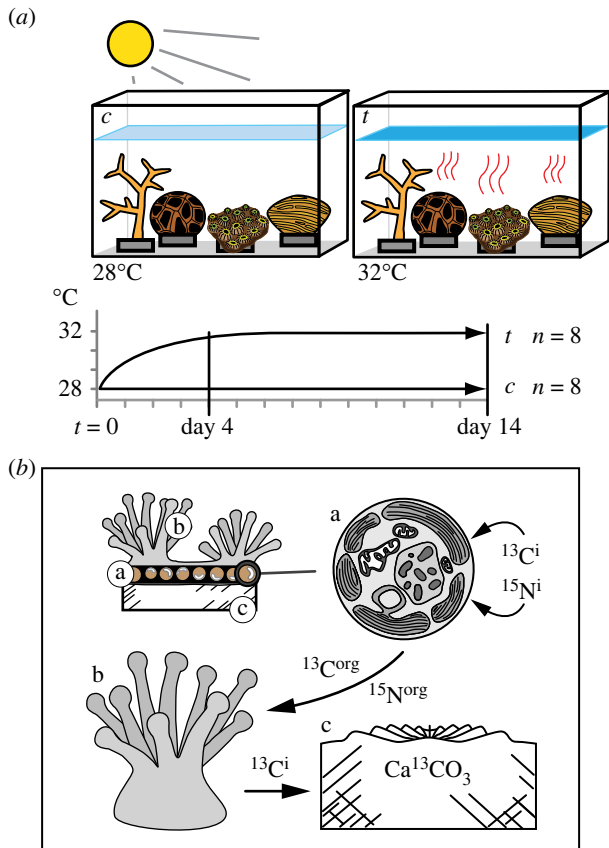 (a)
c
t
28°C
32°C
°C
32
t n = 8
28
c n = 8
t = 0
day 4
day 14
(b)
b
a
a
c
¹³Cⁱ
¹⁵Nⁱ
b
¹³Cᵒʳᵍ
¹⁵Nᵒʳᵍ
c
¹³Cⁱ
Ca¹³CO₃